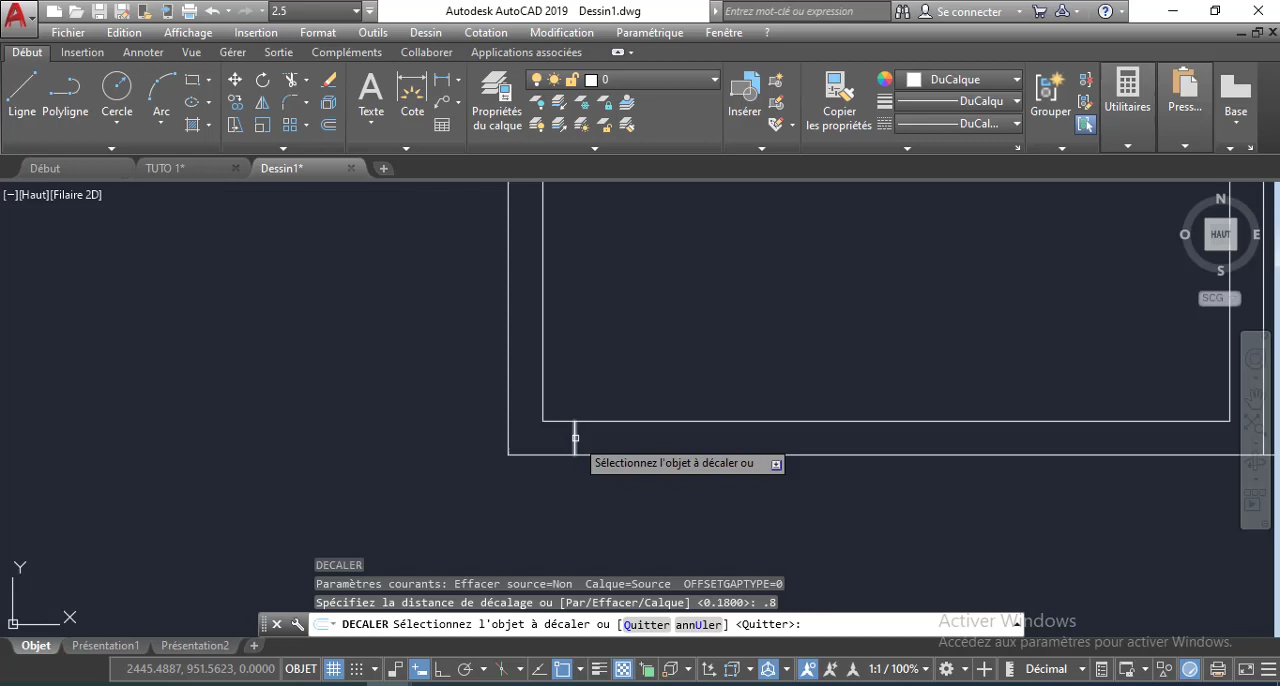 2.5
Autodesk AutoCAD 2019 Dessin1.dwg
Entrez mot-clé ou expression
Se connecter
Fichier Edition Affichage Insertion Format Outils Dessin Cotation Modification Paramétrique Fenêtre ?
Début Insertion Annoter Vue Gérer Sortie Compléments Collaborer Applications associées
0
DuCalque
Ligne Polyligne Cercle Arc
Texte Cote
Propriétés
du calque
Insérer
Copier
les propriétés
DuCalqu
DuCal...
Grouper
Utilitaires
Press...
Base
Début TUTO 1* Dessin1*
[−][Haut][Filaire 2D]
N
O HAUT E
S
SCG
Sélectionnez l'objet à décaler ou
Y
X
DECALER
Paramètres courants: Effacer source=Non Calque=Source OFFSETGAPTYPE=0
Spécifiez la distance de décalage ou [Par/Effacer/Calque] <0.1800>: .8
DECALER Sélectionnez l'objet à décaler ou [Quitter annUler] <Quitter>:
Activer Windows
Accédez aux paramètres pour activer Windows.
Objet Présentation1 Présentation2
2445.4887, 951.5623, 0.0000 OBJET
1:1 / 100%
Décimal